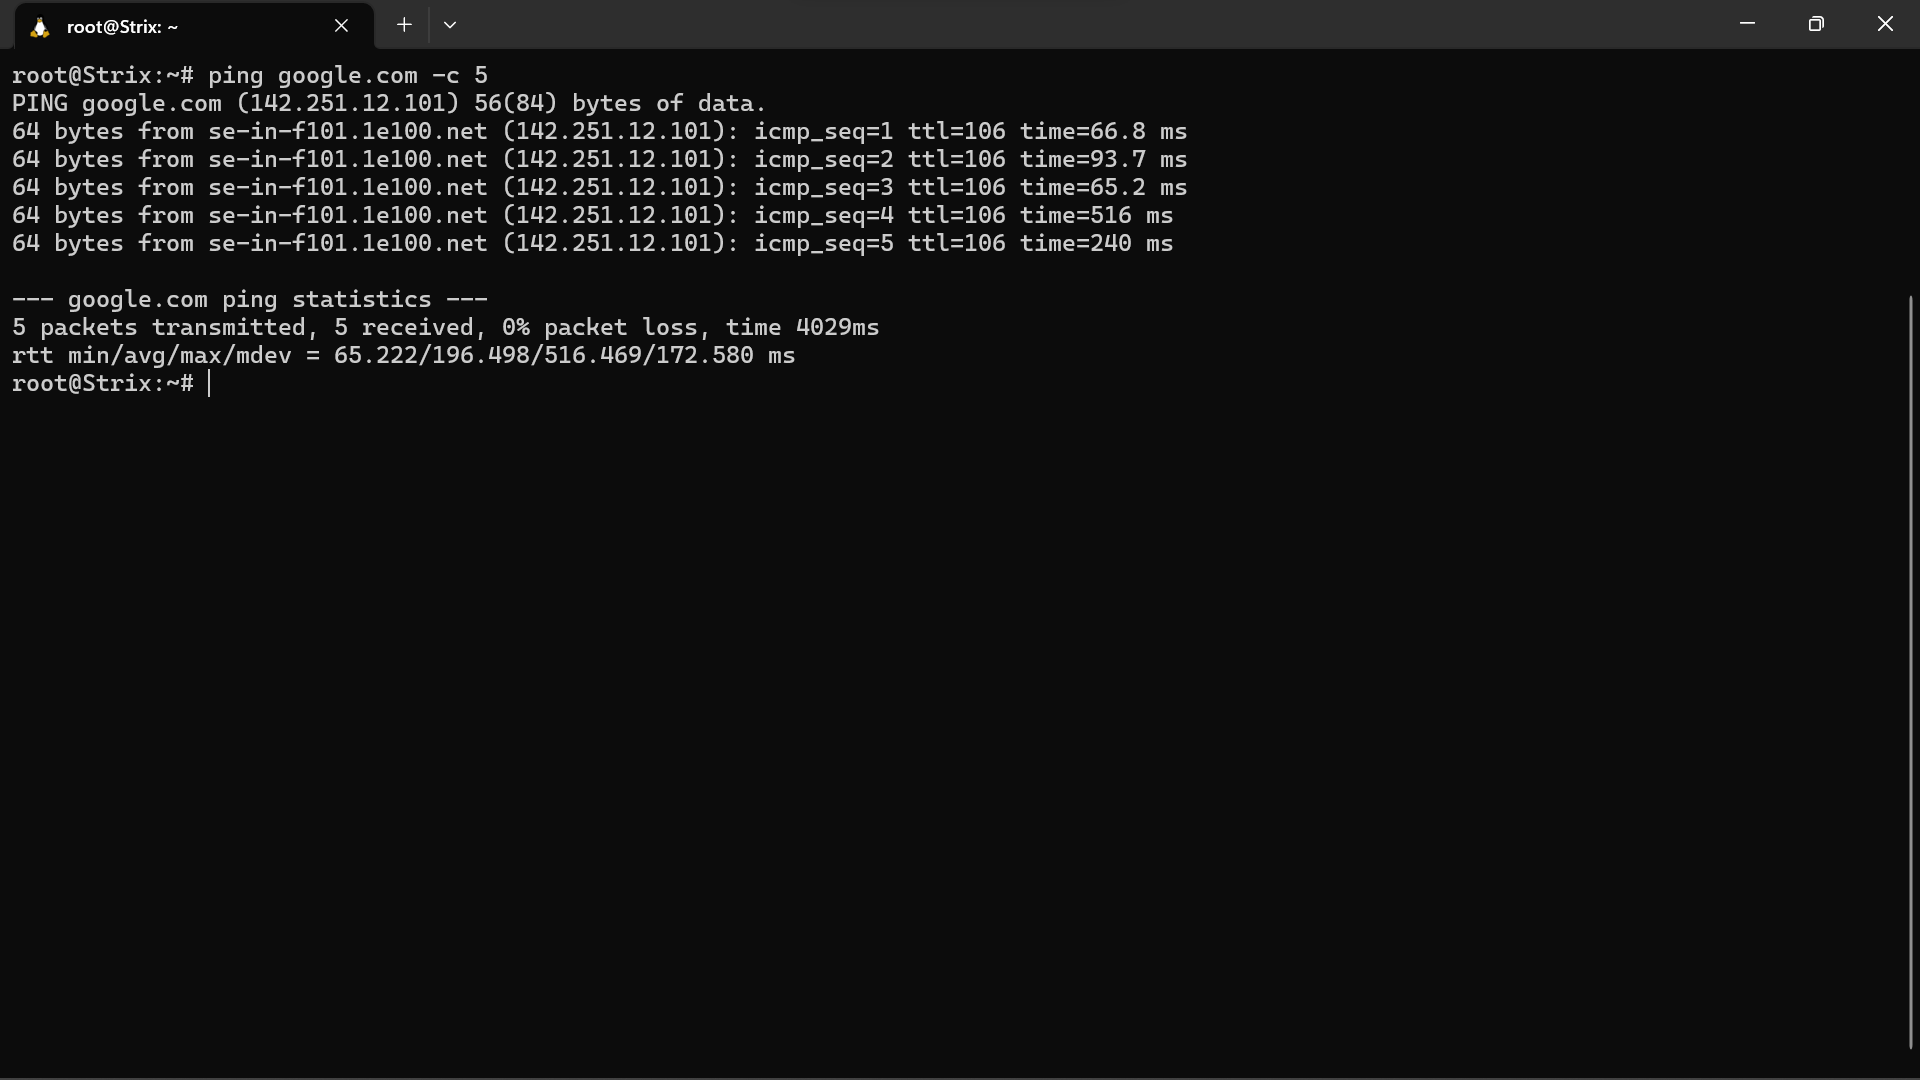 root@Strix: ~
root@Strix:~# ping google.com -c 5
PING google.com (142.251.12.101) 56(84) bytes of data.
64 bytes from se-in-f101.1e100.net (142.251.12.101): icmp_seq=1 ttl=106 time=66.8 ms
64 bytes from se-in-f101.1e100.net (142.251.12.101): icmp_seq=2 ttl=106 time=93.7 ms
64 bytes from se-in-f101.1e100.net (142.251.12.101): icmp_seq=3 ttl=106 time=65.2 ms
64 bytes from se-in-f101.1e100.net (142.251.12.101): icmp_seq=4 ttl=106 time=516 ms
64 bytes from se-in-f101.1e100.net (142.251.12.101): icmp_seq=5 ttl=106 time=240 ms

--- google.com ping statistics ---
5 packets transmitted, 5 received, 0% packet loss, time 4029ms
rtt min/avg/max/mdev = 65.222/196.498/516.469/172.580 ms
root@Strix:~#